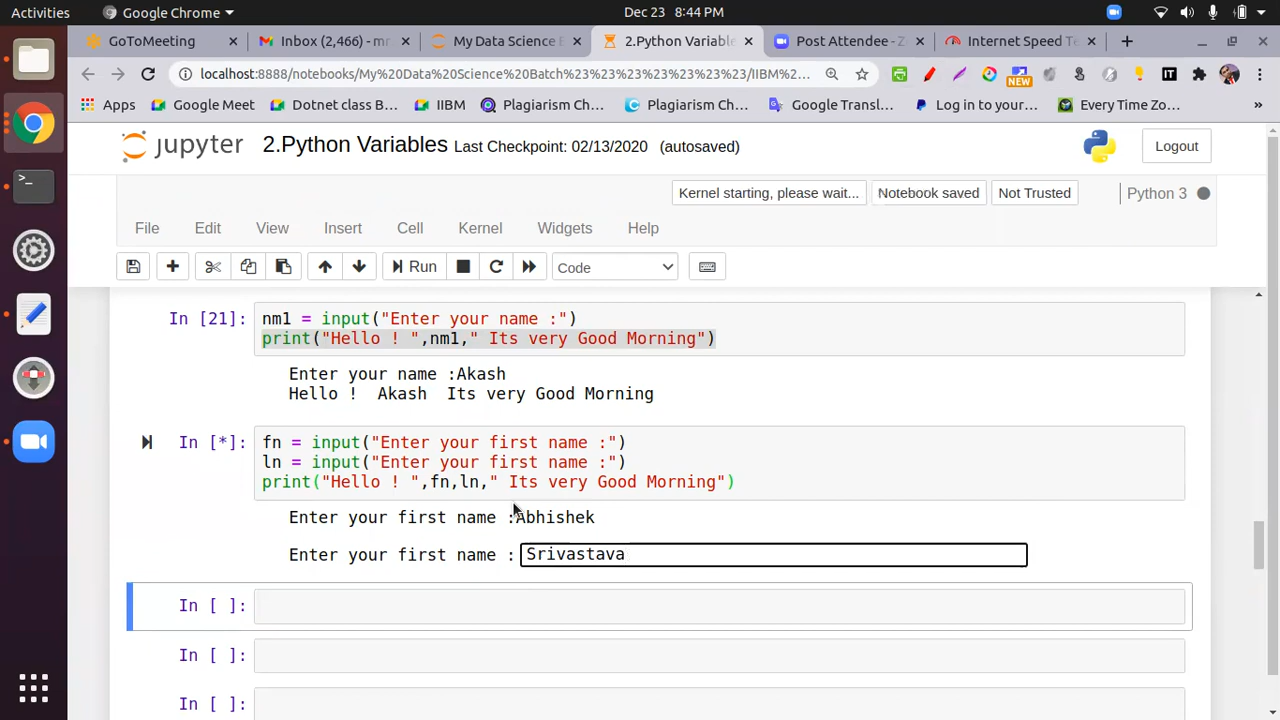 Activities
Google Chrome
Dec 23 8:44 PM
GoToMeeting
Inbox (2,466) - mr
My Data Science B
2.Python Variable
Post Attendee - Z
Internet Speed Te
localhost:8888/notebooks/My%20Data%20Science%20Batch%23%23%23%23%23%23/IIBM%2...
NEW
IT
Apps
Google Meet
Dotnet class B...
IIBM
Plagiarism Ch...
Plagiarism Ch...
Google Transl...
Log in to your...
Every Time Zo...
»
jupyter
2.Python Variables Last Checkpoint: 02/13/2020 (autosaved)
Logout
Kernel starting, please wait...
Notebook saved
Not Trusted
Python 3
File
Edit
View
Insert
Cell
Kernel
Widgets
Help
Run
Code
In [21]:
nm1 = input("Enter your name :")
print("Hello ! ",nm1," Its very Good Morning")
Enter your name :Akash
Hello !  Akash  Its very Good Morning
In [*]:
fn = input("Enter your first name :")
ln = input("Enter your first name :")
print("Hello ! ",fn,ln," Its very Good Morning")
Enter your first name :Abhishek
Enter your first name : Srivastava
In [ ]:
In [ ]:
In [ ]: